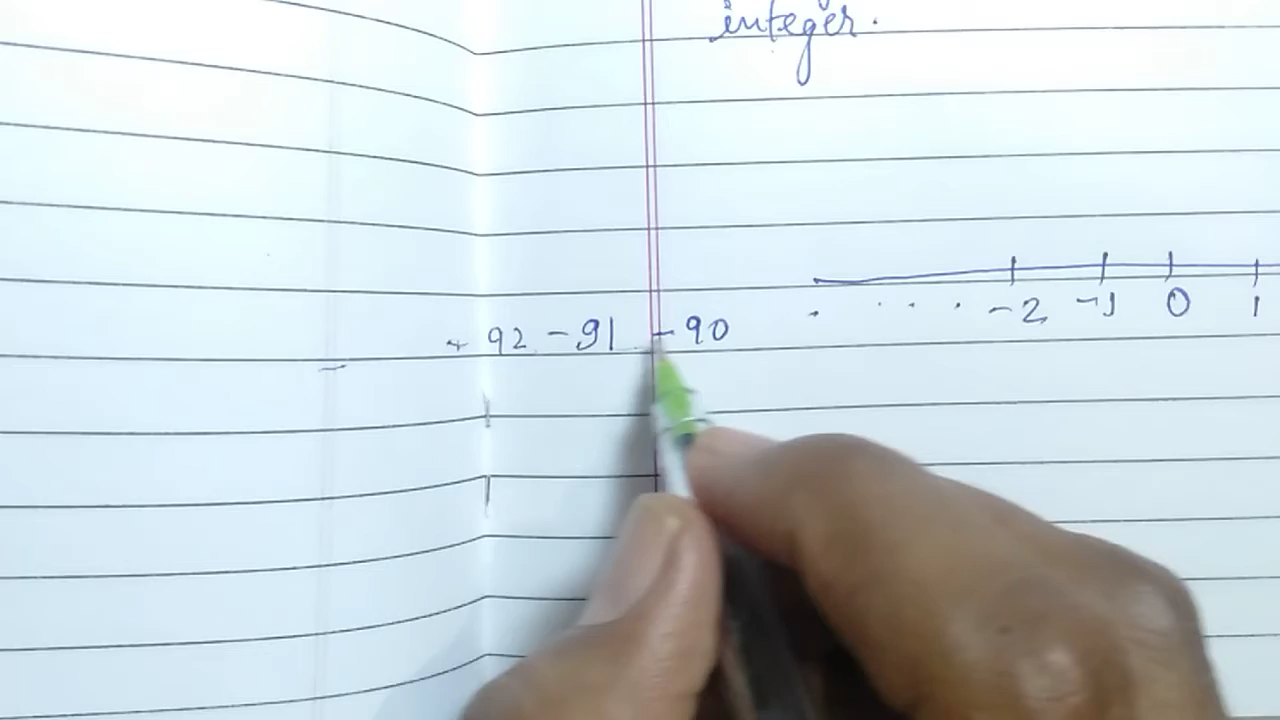 integer.
. . . . -2 -1 0 1
- 92 - 91 - 90